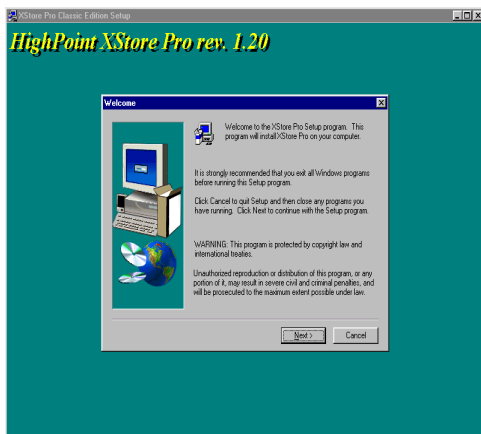 XStore Pro Classic Edition Setup
HighPoint XStore Pro rev. 1.20
Welcome
Welcome to the XStore Pro Setup program. This
program will install XStore Pro on your computer.
It is strongly recommended that you exit all Windows programs
before running this Setup program.
Click Cancel to quit Setup and then close any programs you
have running. Click Next to continue with the Setup program.
WARNING: This program is protected by copyright law and
international treaties.
Unauthorized reproduction or distribution of this program, or any
portion of it, may result in severe civil and criminal penalties, and
will be prosecuted to the maximum extent possible under law.
Next >
Cancel